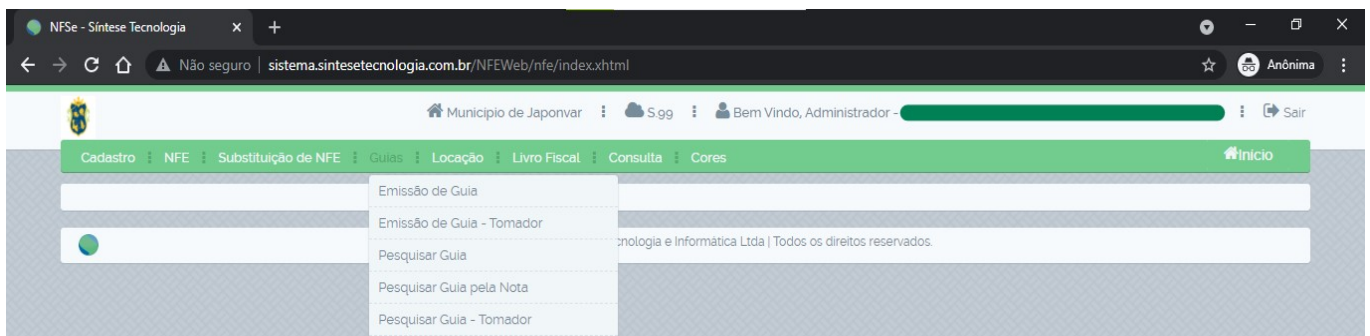 NFSe - Síntese Tecnologia
Não seguro | sistema.sintesetecnologia.com.br/NFEWeb/nfe/index.xhtml Anônima
Municipio de Japonvar S.99 Bem Vindo, Administrador - Sair
Cadastro NFE Substituição de NFE Guias Locação Livro Fiscal Consulta Cores Inicio
Emissão de Guia
Emissão de Guia - Tomador
cnologia e Informática Ltda | Todos os direitos reservados.
Pesquisar Guia
Pesquisar Guia pela Nota
Pesquisar Guia - Tomador